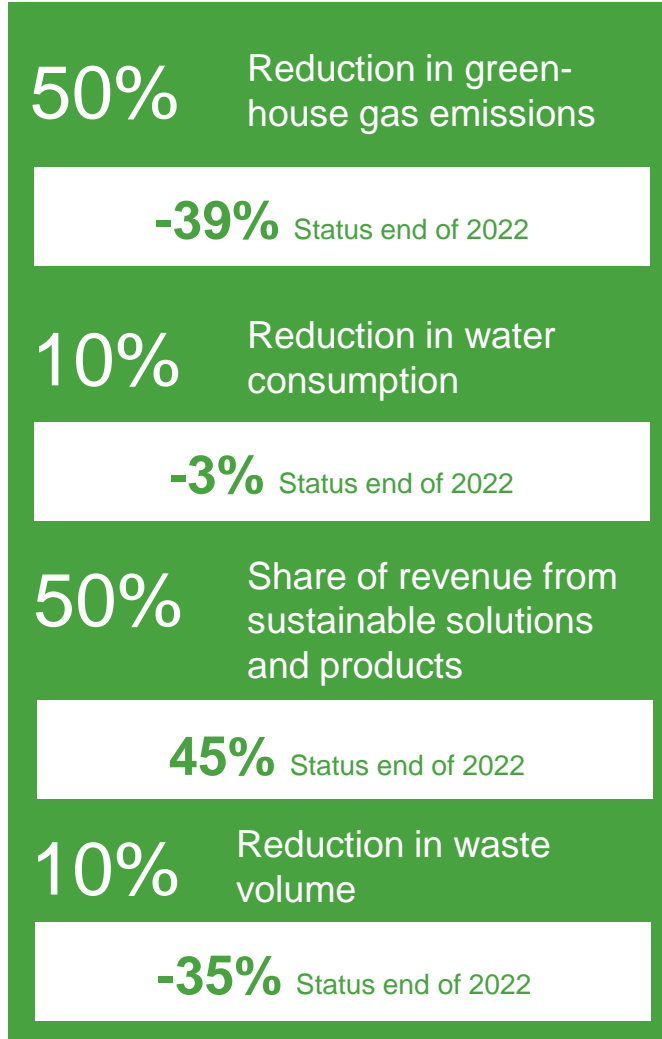 50%
Reduction in green-
house gas emissions
-39% Status end of 2022
10%
Reduction in water
consumption
-3% Status end of 2022
50%
Share of revenue from
sustainable solutions
and products
45% Status end of 2022
10%
Reduction in waste
volume
-35% Status end of 2022